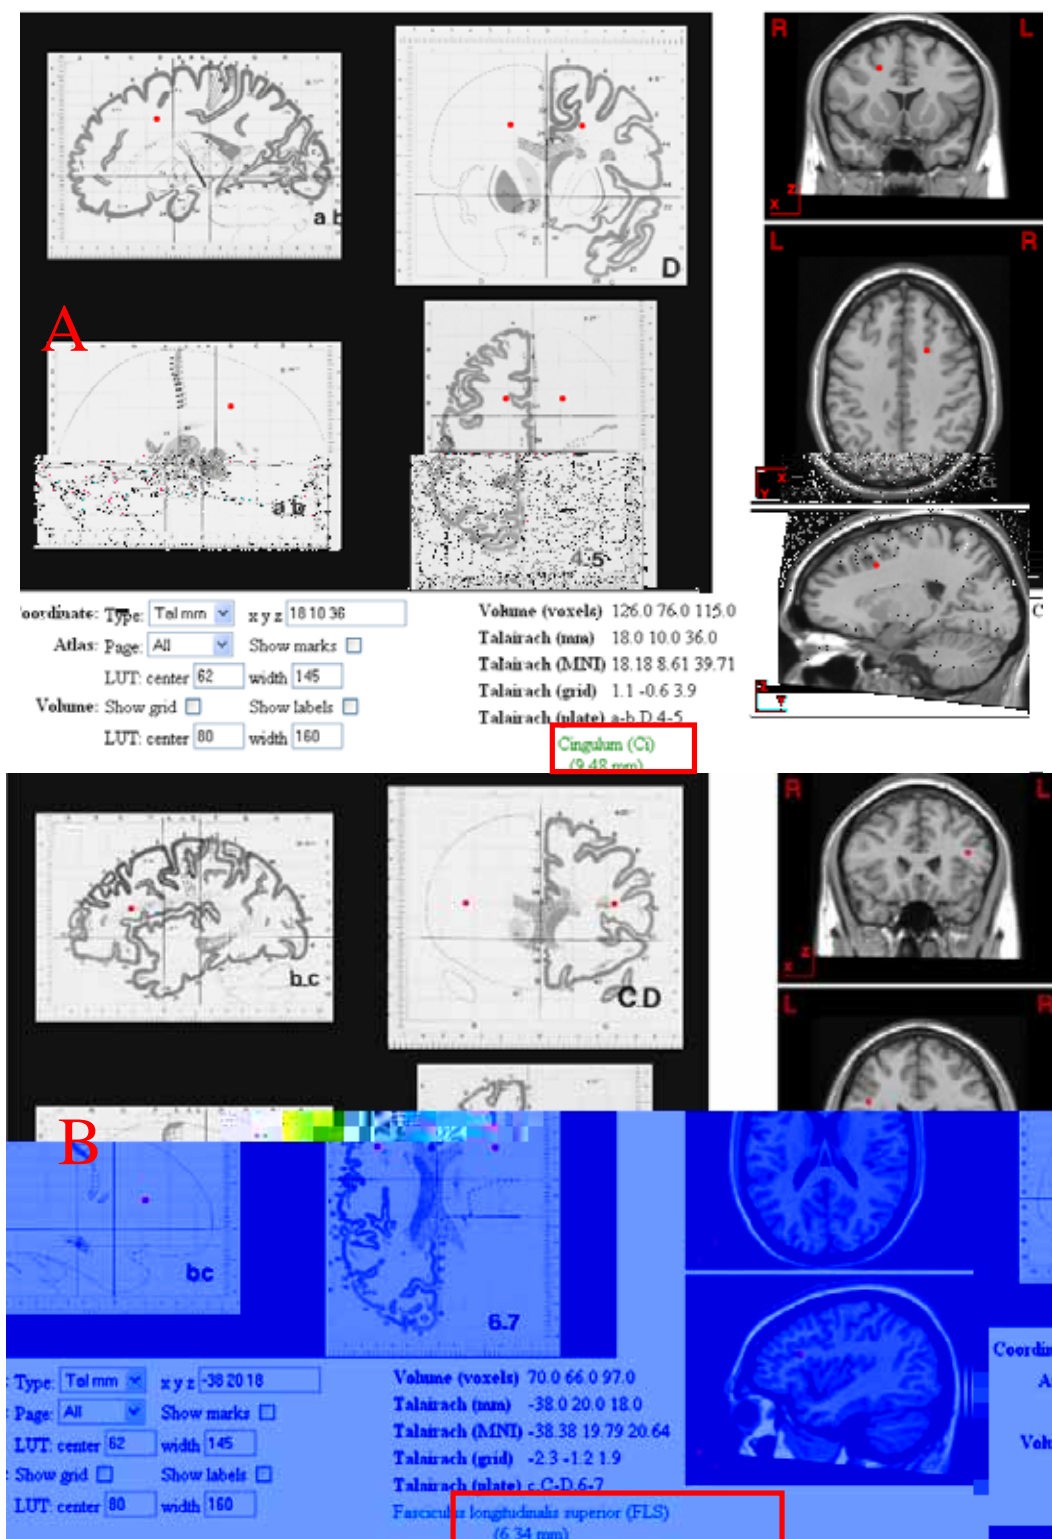 R L
a b
D
L R
A
a b
4-5
Coordinate: Type: Tal mm x y z 18 10 36
Atlas: Page: All Show marks
LUT: center 62 width 145
Volume: Show grid Show labels
LUT: center 80 width 160
Volume (voxels) 126.0 76.0 115.0
Talairach (mm) 18.0 10.0 36.0
Talairach (MNI) 18.18 8.61 39.71
Talairach (grid) 1.1 -0.6 3.9
Talairach (plate) a-b.D.4-5
Cingulum (Ci)
(9.48 mm)
R L
b.c
C.D
L R
B
bc
6.7
Type: Tal mm x y z -38 20 18
Page: All Show marks
LUT: center 62 width 145
Show grid Show labels
LUT: center 80 width 160
Volume (voxels) 70.0 66.0 97.0
Talairach (mm) -38.0 20.0 18.0
Talairach (MNI) -38.38 19.79 20.64
Talairach (grid) -2.3 -1.2 1.9
Talairach (plate) c.C-D.6-7
Fasciculus longitudinalis superior (FLS)
(6.34 mm)